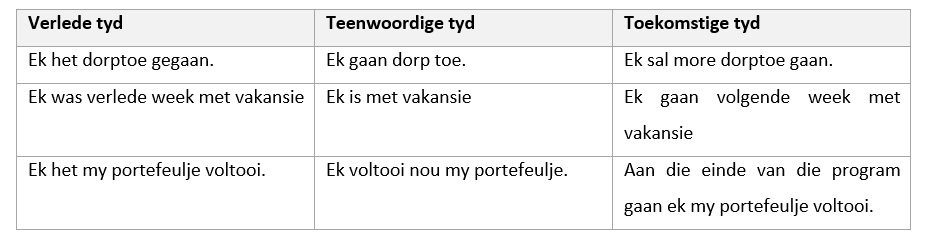 Verlede tyd Teenwoordige tyd Toekomstige tyd
Ek het dorptoe gegaan. Ek gaan dorp toe. Ek sal more dorptoe gaan.
Ek was verlede week met vakansie Ek is met vakansie Ek gaan volgende week met
vakansie
Ek het my portefeulje voltooi. Ek voltooi nou my portefeulje. Aan die einde van die program
gaan ek my portefeulje voltooi.